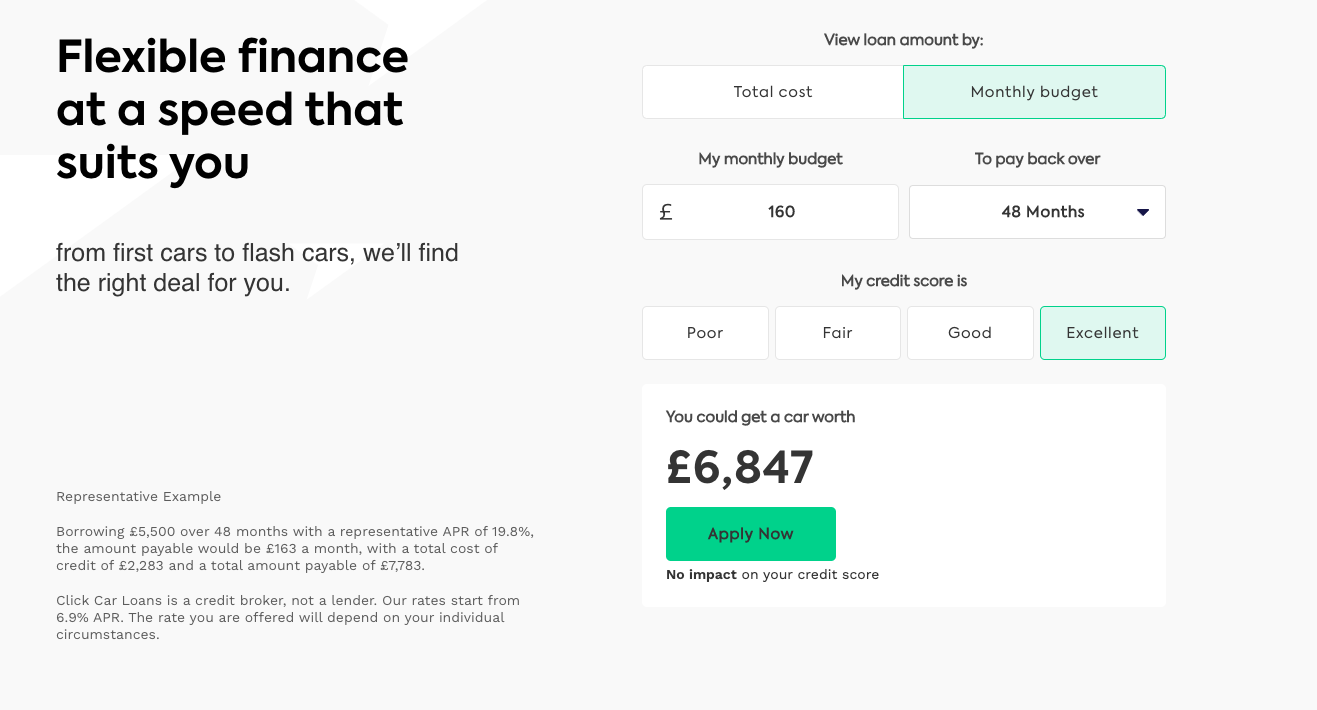 Flexible finance
at a speed that
suits you
from first cars to flash cars, we’ll find
the right deal for you.
Representative Example
Borrowing £5,500 over 48 months with a representative APR of 19.8%,
the amount payable would be £163 a month, with a total cost of
credit of £2,283 and a total amount payable of £7,783.
Click Car Loans is a credit broker, not a lender. Our rates start from
6.9% APR. The rate you are offered will depend on your individual
circumstances.
View loan amount by:
Total cost Monthly budget
My monthly budget To pay back over
£ 160 48 Months
My credit score is
Poor Fair Good Excellent
You could get a car worth
£6,847
Apply Now
No impact on your credit score